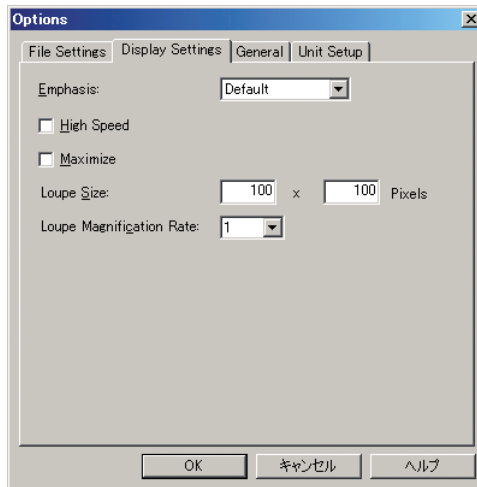 Options
File Settings Display Settings General Unit Setup
Emphasis: Default
High Speed
Maximize
Loupe Size: 100 x 100 Pixels
Loupe Magnification Rate: 1
OK キャンセル ヘルプ